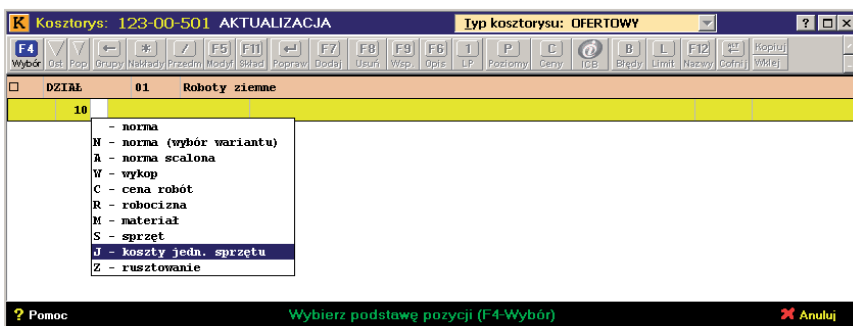 K Kosztorys: 123-00-501 AKTUALIZACJA Typ kosztorysu: OFERTOWY ? x
F4 F5 F11 F7 F8 F9 F6 1 P C B L F12 Kopiuj
Wybór Ost Pop Grupy Nakłady Przedm Modyf Skład Popraw Dodaj Usuń Wsp. Opis LP Poziomy Ceny ICB Błędy Limit Nazwy Cofnij Wklej
DZIAŁ 01 Roboty ziemne
10
- norma
N - norma (wybór wariantu)
A - norma scalona
W - wykop
C - cena robót
R - robocizna
M - materiał
S - sprzęt
J - koszty jedn. sprzętu
Z - rusztowanie
? Pomoc Wybierz podstawę pozycji (F4-Wybór) Anuluj